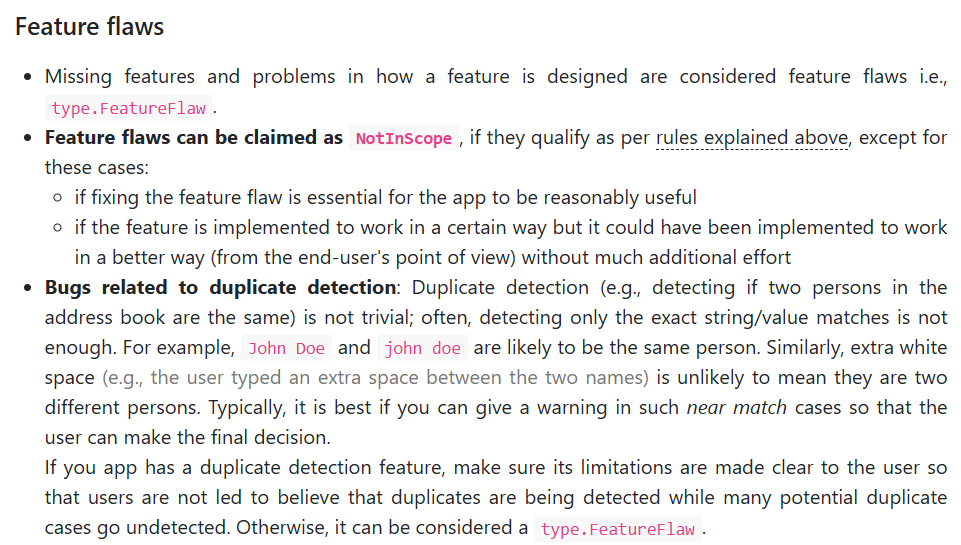 Feature flaws
• Missing features and problems in how a feature is designed are considered feature flaws i.e.,
type.FeatureFlaw .
• Feature flaws can be claimed as NotInScope , if they qualify as per rules explained above, except for
these cases:
◦ if fixing the feature flaw is essential for the app to be reasonably useful
◦ if the feature is implemented to work in a certain way but it could have been implemented to work
in a better way (from the end-user's point of view) without much additional effort
• Bugs related to duplicate detection: Duplicate detection (e.g., detecting if two persons in the
address book are the same) is not trivial; often, detecting only the exact string/value matches is not
enough. For example, John Doe and john doe are likely to be the same person. Similarly, extra white
space (e.g., the user typed an extra space between the two names) is unlikely to mean they are two
different persons. Typically, it is best if you can give a warning in such near match cases so that the
user can make the final decision.
If you app has a duplicate detection feature, make sure its limitations are made clear to the user so
that users are not led to believe that duplicates are being detected while many potential duplicate
cases go undetected. Otherwise, it can be considered a type.FeatureFlaw .